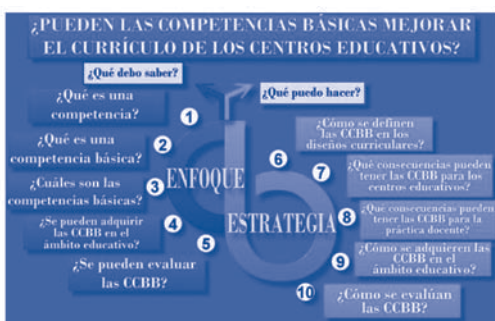 ¿PUEDEN LAS COMPETENCIAS BÁSICAS MEJORAR
EL CURRÍCULO DE LOS CENTROS EDUCATIVOS?
¿Qué debo saber?
¿Qué puedo hacer?
¿Qué es una
competencia?
1
¿Qué es una
competencia básica?
2
¿Cuáles son las
competencias básicas?
3
¿Se pueden adquirir
las CCBB en el
ámbito educativo?
4
¿Se pueden evaluar
las CCBB?
5
ENFOQUE
ESTRATEGIA
6
¿Cómo se definen
las CCBB en los
diseños curriculares?
7
¿Qué consecuencias pueden
tener las CCBB para los
centros educativos?
8
¿Qué consecuencias pueden
tener las CCBB para la
práctica docente?
9
¿Cómo se adquieren las
CCBB en el
ámbito educativo?
10
¿Cómo se evalúan
las CCBB?